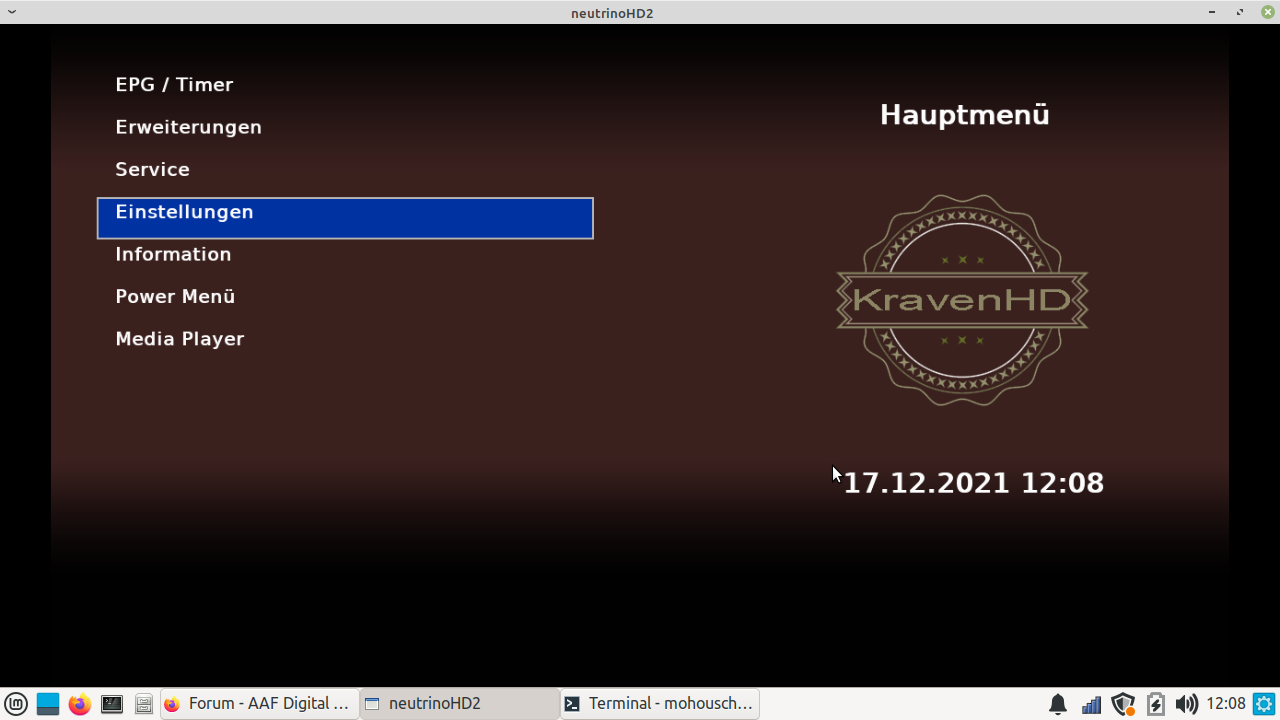 neutrinoHD2
EPG / Timer
Erweiterungen
Service
Einstellungen
Information
Power Menü
Media Player
Hauptmenü
KravenHD
17.12.2021 12:08
Forum - AAF Digital ...
neutrinoHD2
Terminal - mohousch...
12:08